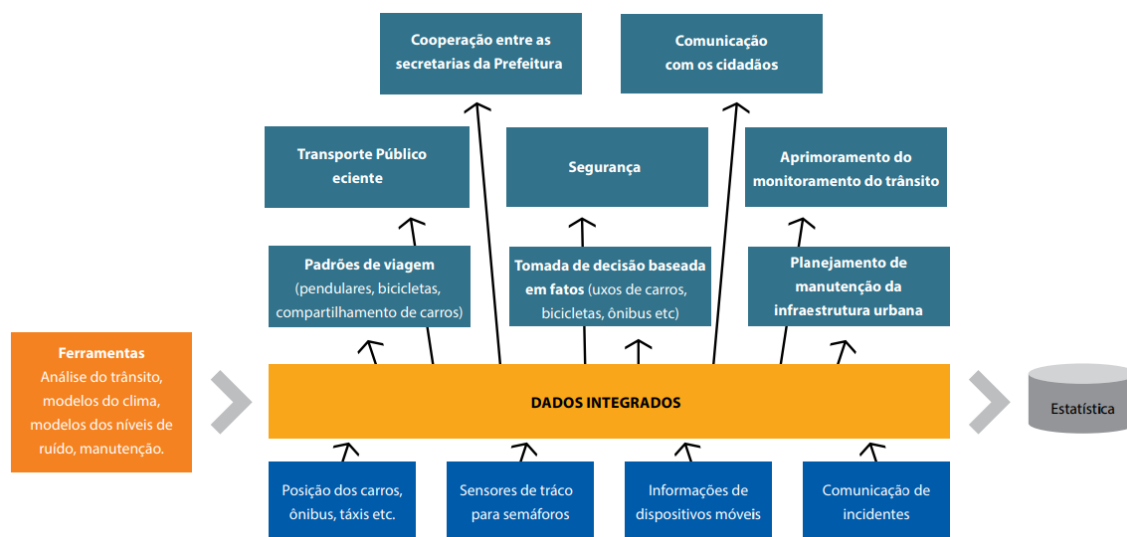 Cooperação entre as
secretarias da Prefeitura
Comunicação
com os cidadãos
Transporte Público
eciente
Segurança
Aprimoramento do
monitoramento do trânsito
Padrões de viagem
(pendulares, bicicletas,
compartilhamento de carros)
Tomada de decisão baseada
em fatos (uxos de carros,
bicicletas, ônibus etc)
Planejamento de
manutenção da
infraestrutura urbana
Ferramentas
Análise do trânsito,
modelos do clima,
modelos dos níveis de
ruído, manutenção.
DADOS INTEGRADOS
Estatística
Posição dos carros,
ônibus, táxis etc.
Sensores de tráco
para semáforos
Informações de
dispositivos móveis
Comunicação de
incidentes